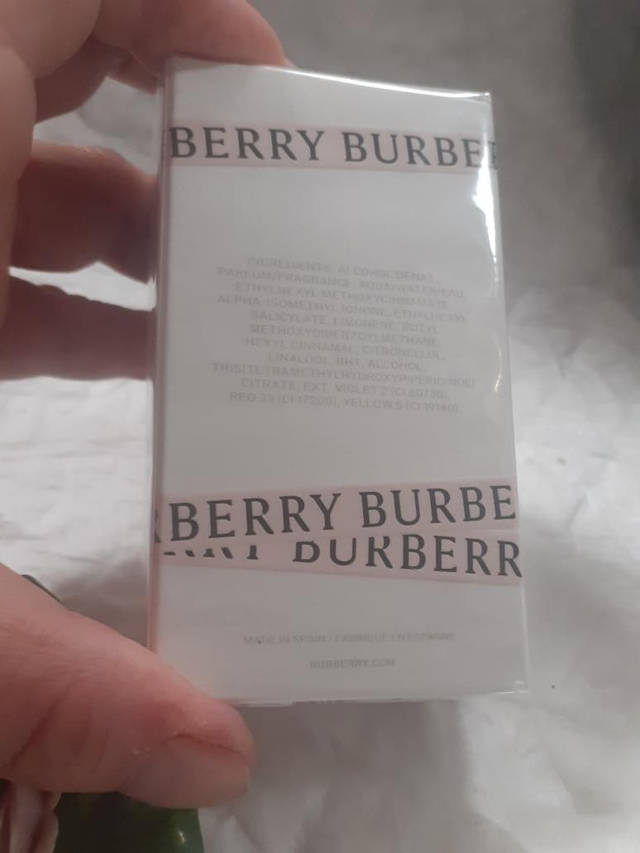 BERRY BURBER
INGREDIENTS: ALCOHOL DENAT.,
PARFUM/FRAGRANCE, AQUA/WATER/EAU,
ETHYLHEXYL METHOXYCINNAMATE,
ALPHA-ISOMETHYL IONONE, ETHYLHEXYL
SALICYLATE, LIMONENE, BUTYL
METHOXYDIBENZOYLMETHANE,
HEXYL CINNAMAL, CITRONELLOL,
LINALOOL, BHT, ALCOHOL,
TRIS(TETRAMETHYLHYDROXYPIPERIDINOL)
CITRATE, EXT. VIOLET 2 (CI 60730),
RED 33 (CI 17200), YELLOW 5 (CI 19140).
RBERRY BURBE
BURBERR
MADE IN SPAIN / FABRIQUÉ EN ESPAGNE
BURBERRY.COM